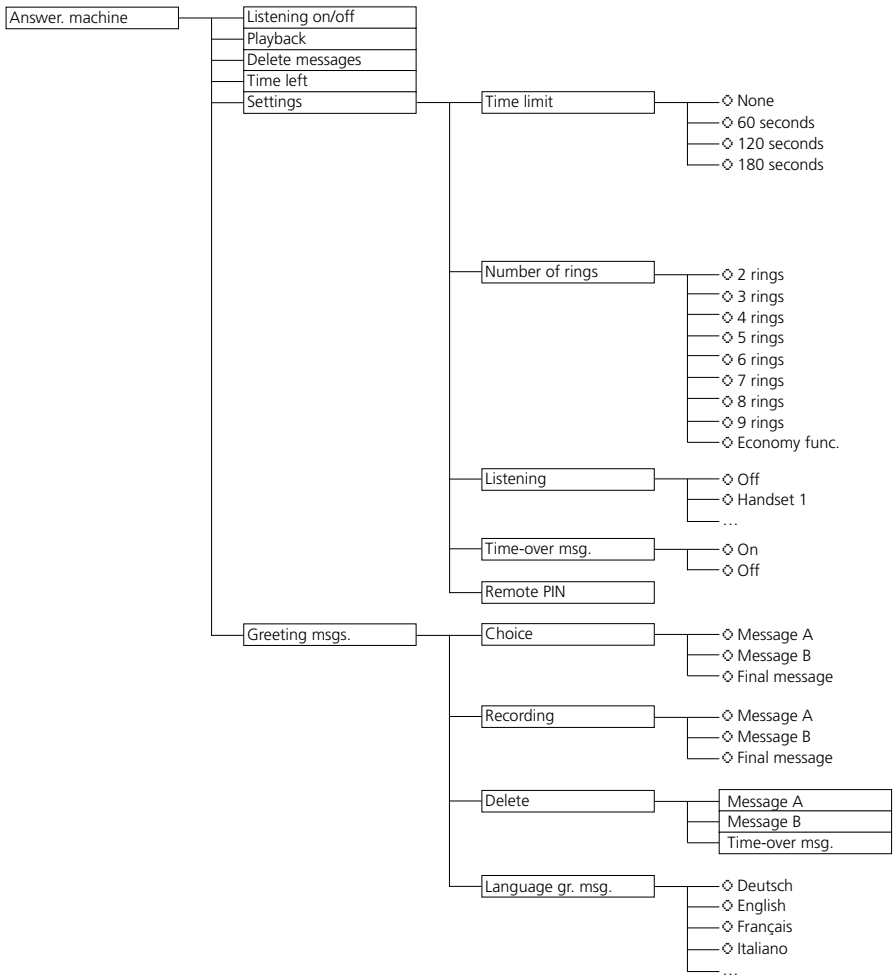 Answer. machine
Listening on/off
Playback
Delete messages
Time left
Settings
Time limit
None
60 seconds
120 seconds
180 seconds
Number of rings
2 rings
3 rings
4 rings
5 rings
6 rings
7 rings
8 rings
9 rings
Economy func.
Listening
Off
Handset 1
...
Time-over msg.
On
Off
Remote PIN
Greeting msgs.
Choice
Message A
Message B
Final message
Recording
Message A
Message B
Final message
Delete
Message A
Message B
Time-over msg.
Language gr. msg.
Deutsch
English
Français
Italiano
...